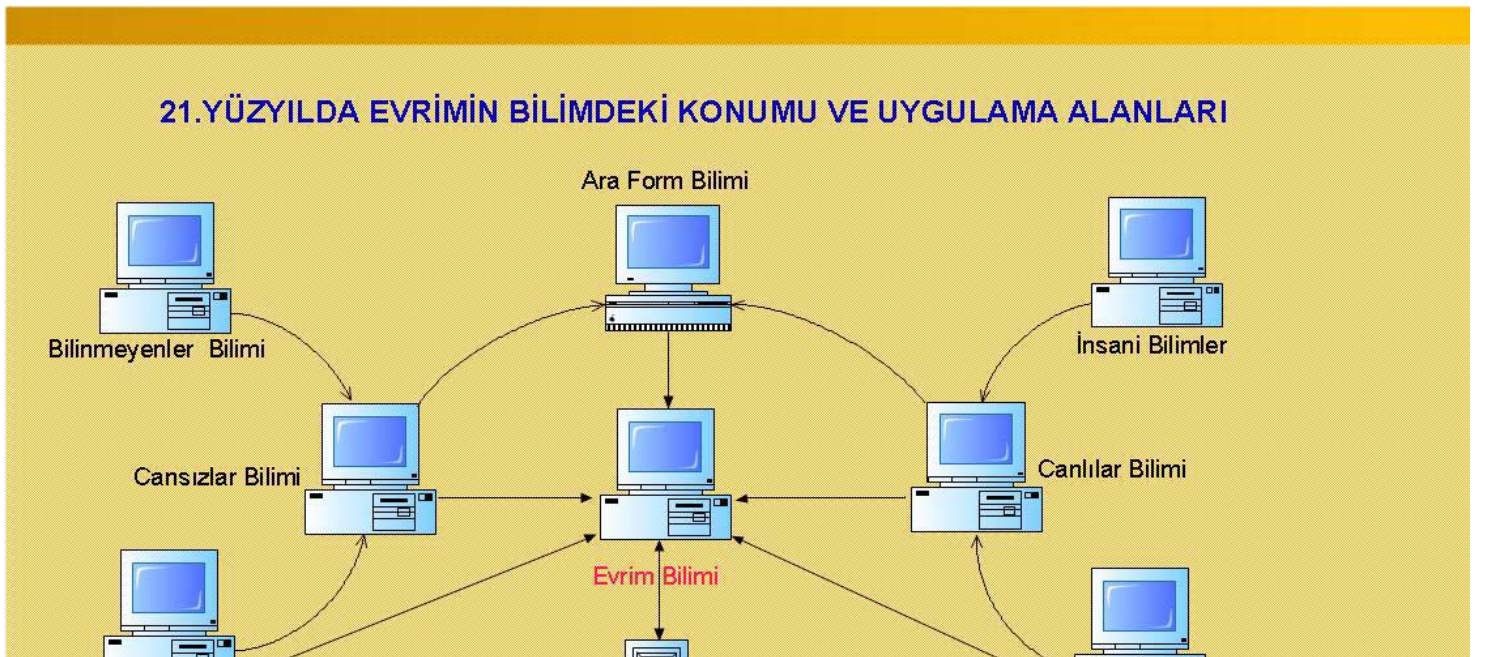 21.YÜZYILDA EVRİMİN BİLİMDEKİ KONUMU VE UYGULAMA ALANLARI
Ara Form Bilimi
Bilinmeyenler Bilimi
İnsani Bilimler
Cansızlar Bilimi
Canlılar Bilimi
Evrim Bilimi